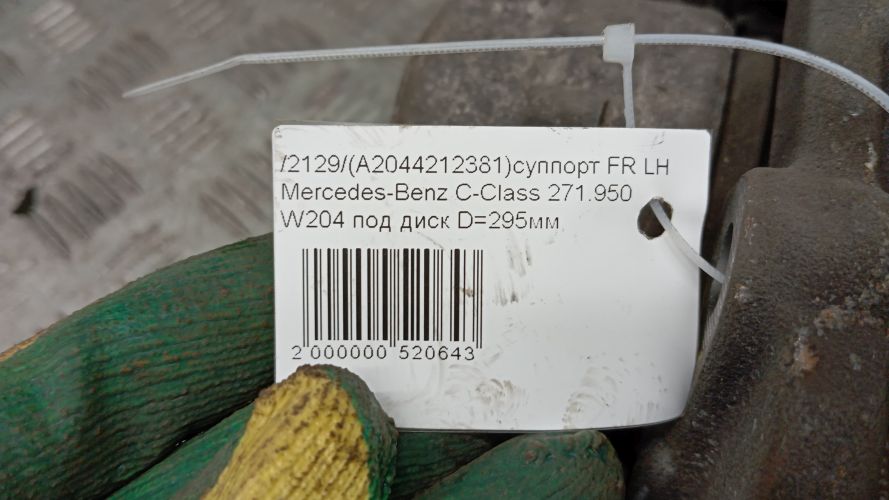 /2129/(A2044212381)суппорт FR LH
Mercedes-Benz C-Class 271.950
W204 под диск D=295мм
2 000000 520643